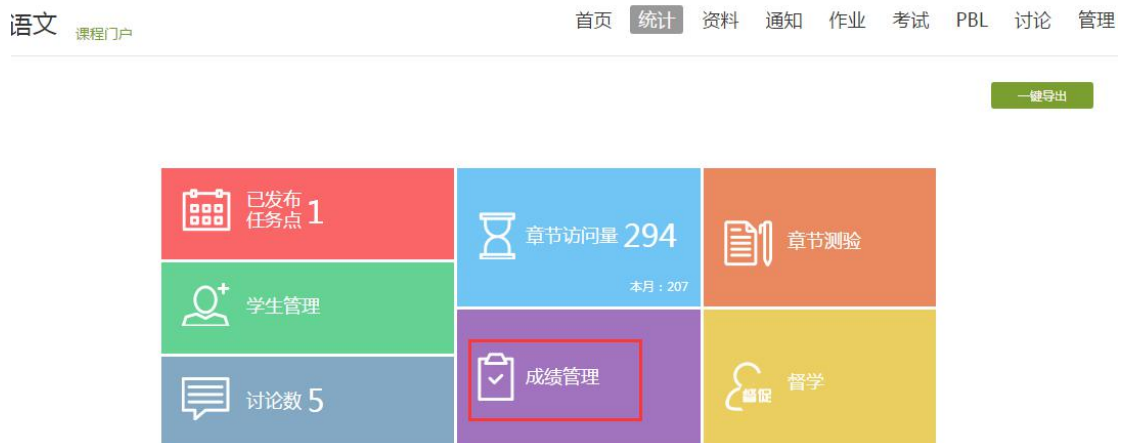 语文 课程门户
首页 统计 资料 通知 作业 考试 PBL 讨论 管理
一键导出
已发布
任务点 1
章节访问量 294
本月：207
章节测验
学生管理
成绩管理
督促
督学
讨论数 5